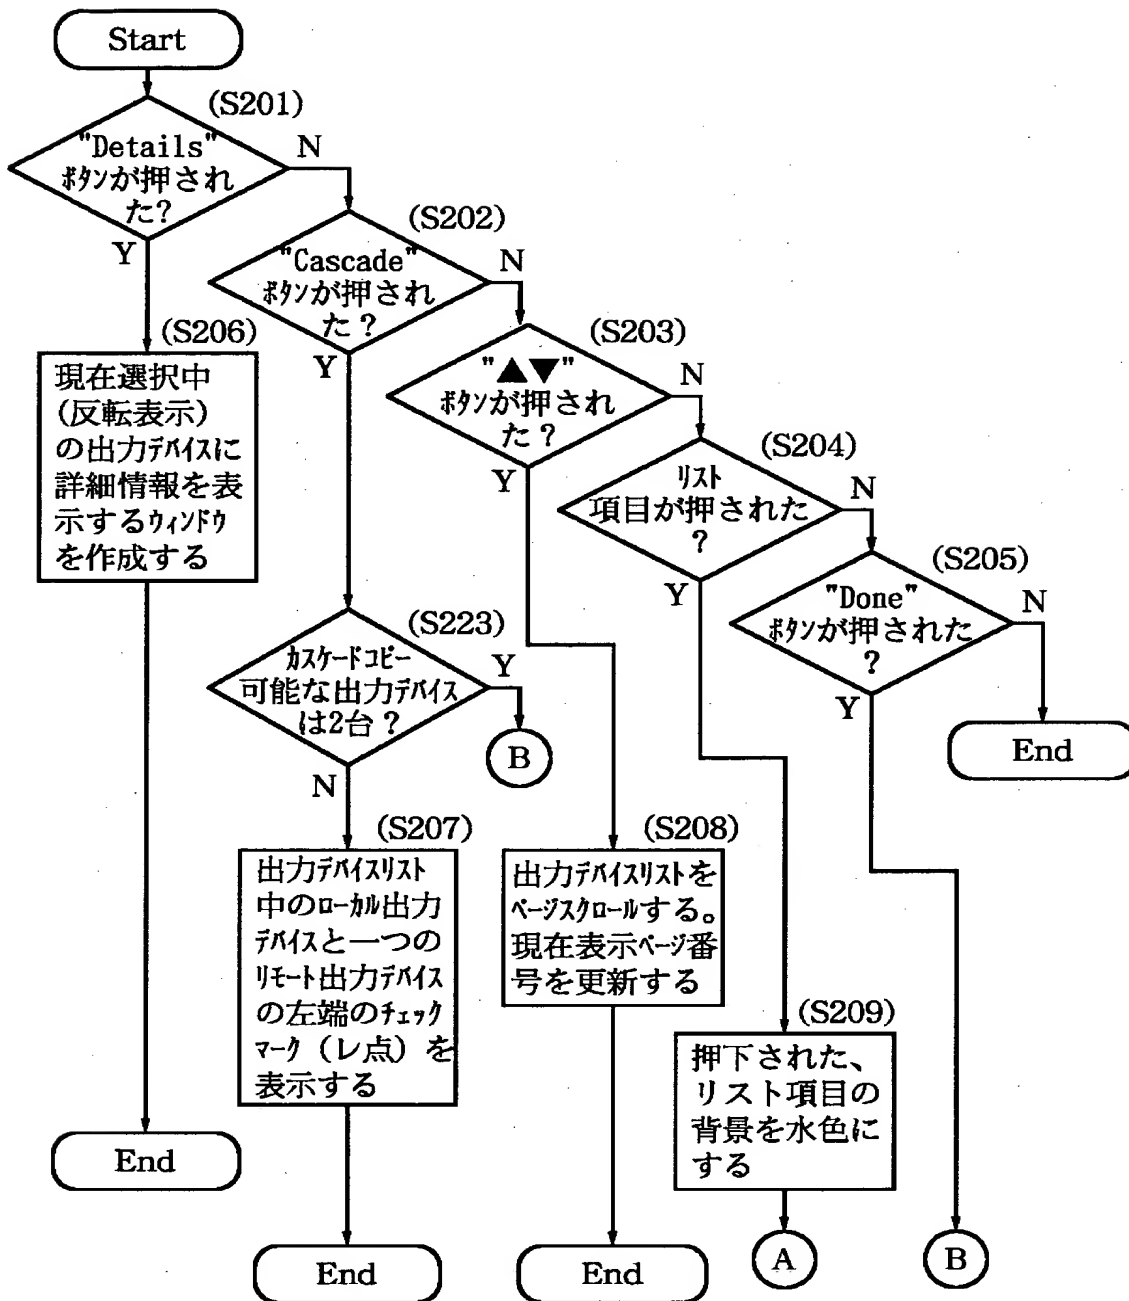 Start
(S201)
"Details"
ボタンが押され
た?
N
Y
(S202)
"Cascade"
ボタンが押され
た？
N
Y
(S203)
"▲▼"
ボタンが押され
た？
N
Y
(S204)
リスト
項目が押された
？
N
Y
(S205)
"Done"
ボタンが押された
？
N
Y
End
(S206)
現在選択中
(反転表示)
の出力デバイスに
詳細情報を表
示するウィンドウ
を作成する
End
(S223)
カスケードコピー
可能な出力デバイス
は2台？
Y
B
N
(S207)
出力デバイスリスト
中のローカル出力
デバイスと一つの
リモート出力デバイス
の左端のチェック
マーク（レ点）を
表示する
End
(S208)
出力デバイスリストを
ページスクロールする。
現在表示ページ番
号を更新する
End
(S209)
押下された、
リスト項目の
背景を水色に
する
A
B